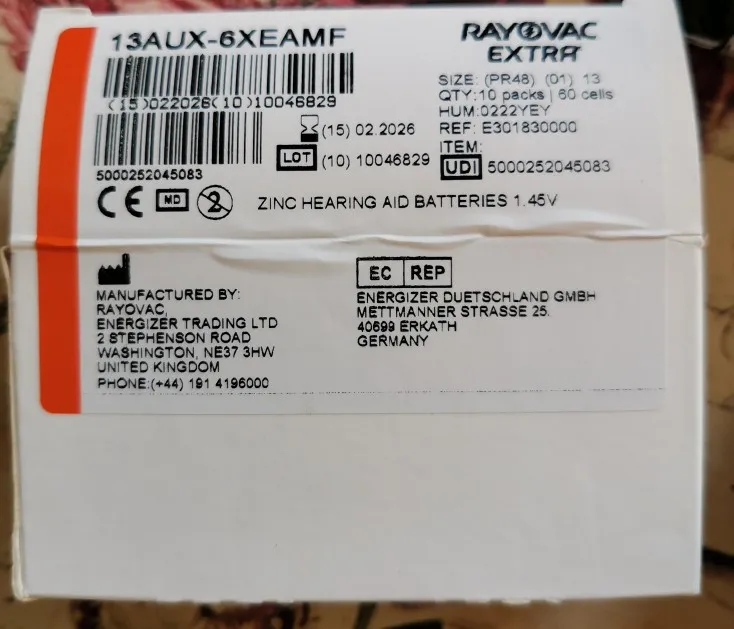 13AUX-6XEAMF
(15)022026(10)10046829
5000252045083
(15) 02.2026
LOT (10) 10046829
RAYOVAC
EXTRA
SIZE: (PR48) (01) 13
QTY:10 packs | 60 cells
HUM:0222YEY
REF: E301830000
ITEM:
UDI 5000252045083
CE MD 2 ZINC HEARING AID BATTERIES 1.45V
MANUFACTURED BY:
RAYOVAC,
ENERGIZER TRADING LTD
2 STEPHENSON ROAD
WASHINGTON, NE37 3HW
UNITED KINGDOM
PHONE:(+44) 191 4196000
EC REP
ENERGIZER DUETSCHLAND GMBH
METTMANNER STRASSE 25.
40699 ERKATH
GERMANY